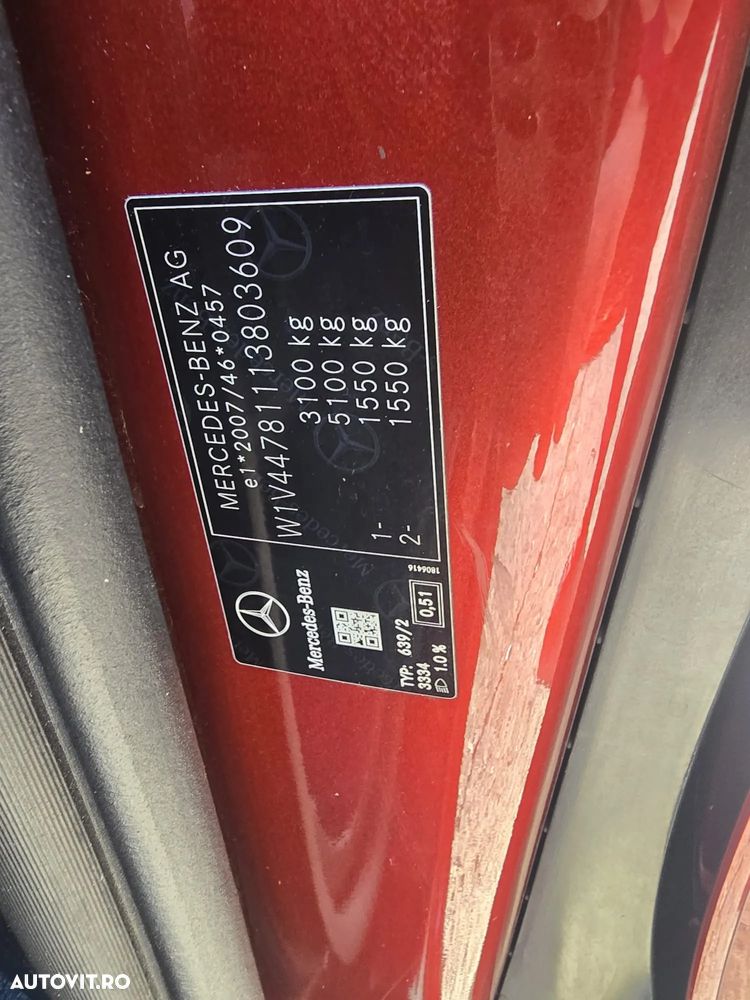 MERCEDES-BENZ AG
e1*2007/46*0457
W1V44781113803609
3100 kg
5100 kg
1- 1550 kg
2- 1550 kg
Mercedes-Benz
TYP: 639/2
3334 0,51
1.0 %
1806416
AUTOVIT.RO